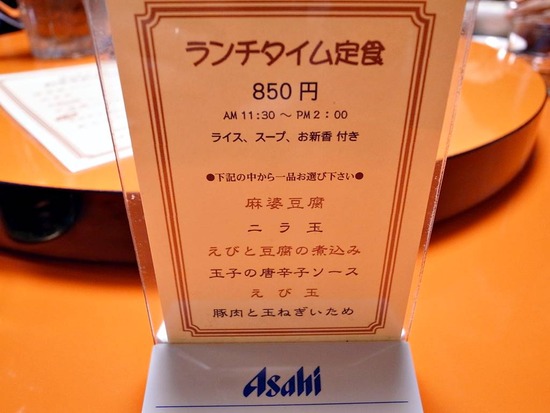 ランチタイム定食
850円
AM 11:30 〜 PM 2:00
ライス、スープ、お新香 付き
●下記の中から一品お選び下さい●
麻婆豆腐
ニラ玉
えびと豆腐の煮込み
玉子の唐辛子ソース
えび玉
豚肉と玉ねぎいため
Asahi